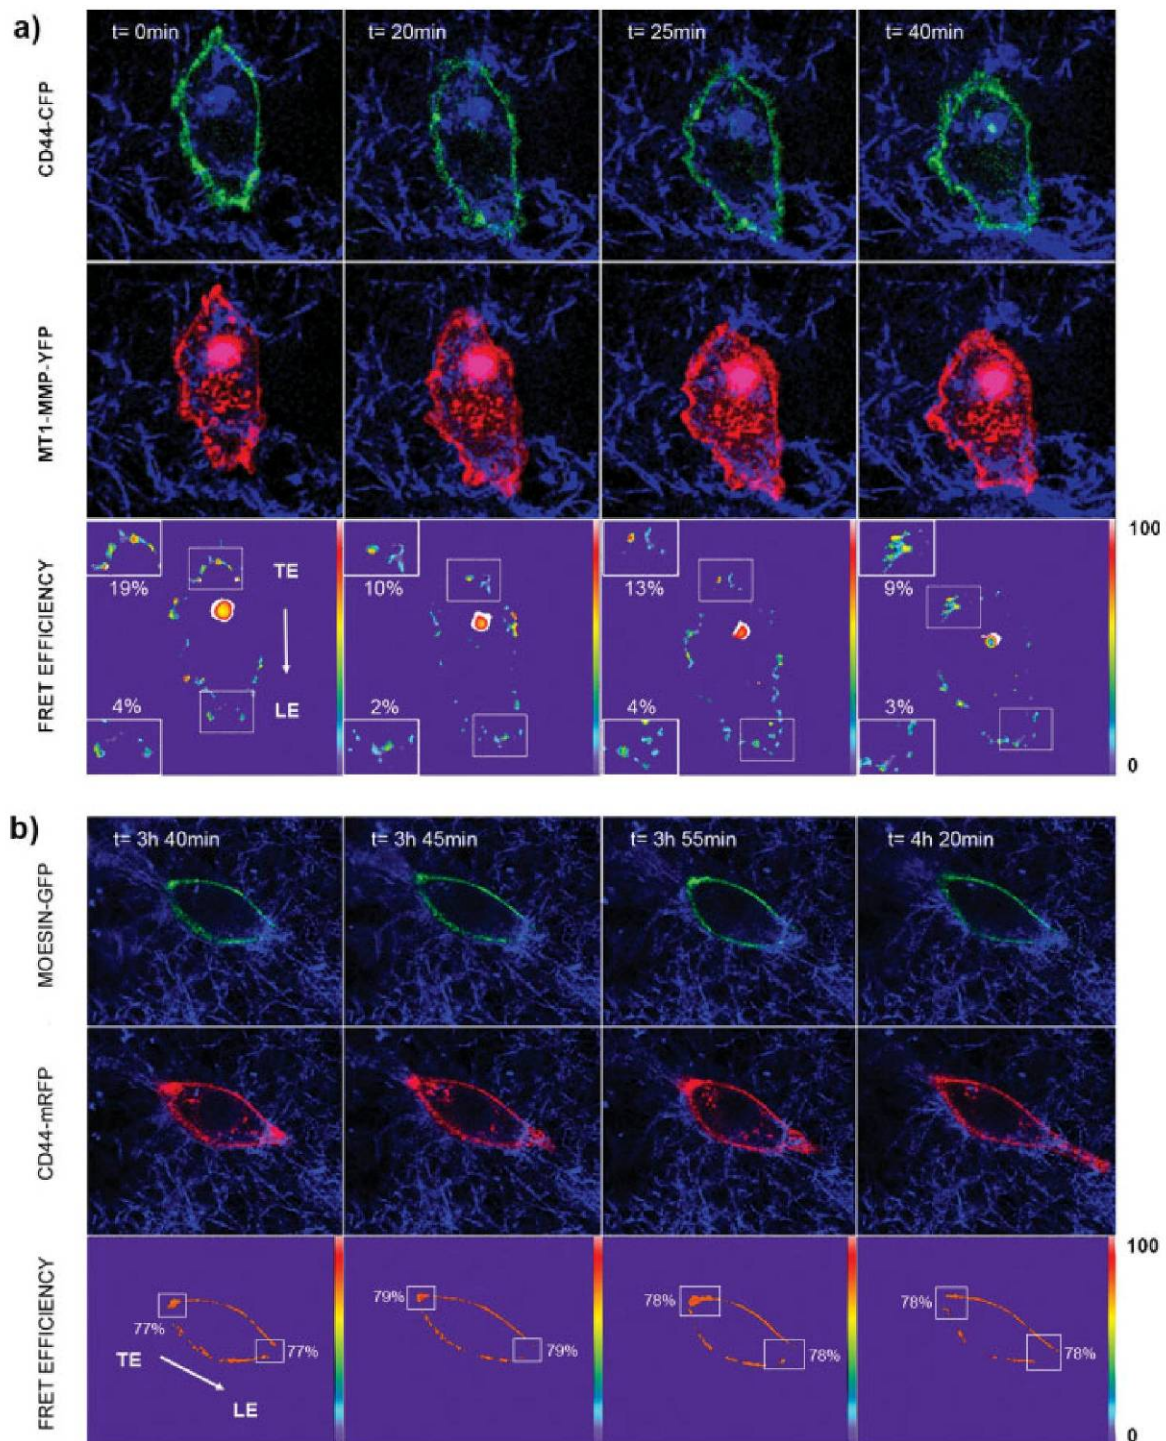 a)
t= 0min
t= 20min
t= 25min
t= 40min
CD44-CFP
MT1-MMP-YFP
FRET EFFICIENCY
19%
TE
LE
4%
10%
2%
13%
4%
9%
3%
100
0
b)
t= 3h 40min
t= 3h 45min
t= 3h 55min
t= 4h 20min
MOESIN-GFP
CD44-mRFP
FRET EFFICIENCY
77%
77%
TE
LE
79%
79%
78%
78%
78%
78%
100
0